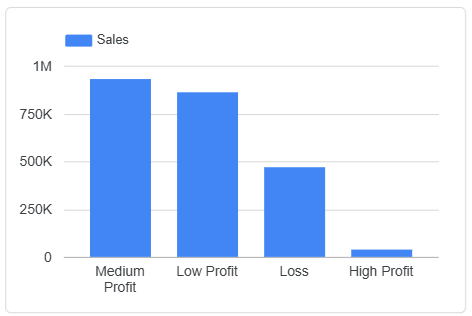 Sales
1M
750K
500K
250K
0
Medium
Profit
Low Profit
Loss
High Profit